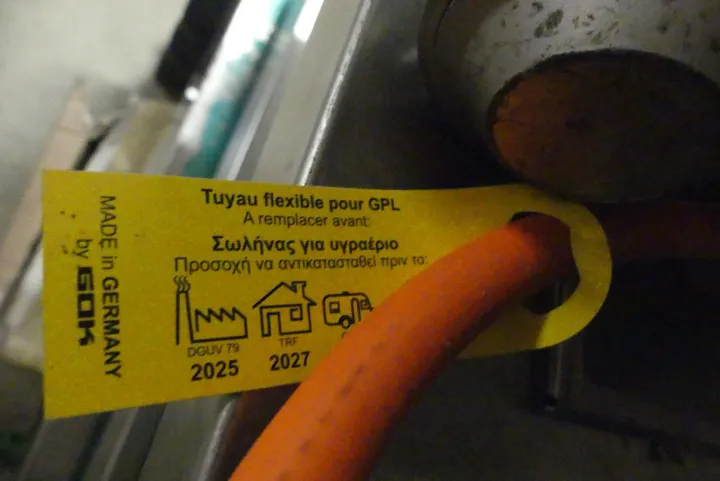 Tuyau flexible pour GPL
A remplacer avant:
Σωλήνας για υγραέριο
Προσοχή να αντικατασταθεί πριν το:
DGUV 79
TRF
2025
2027
MADE in GERMANY
by GOK